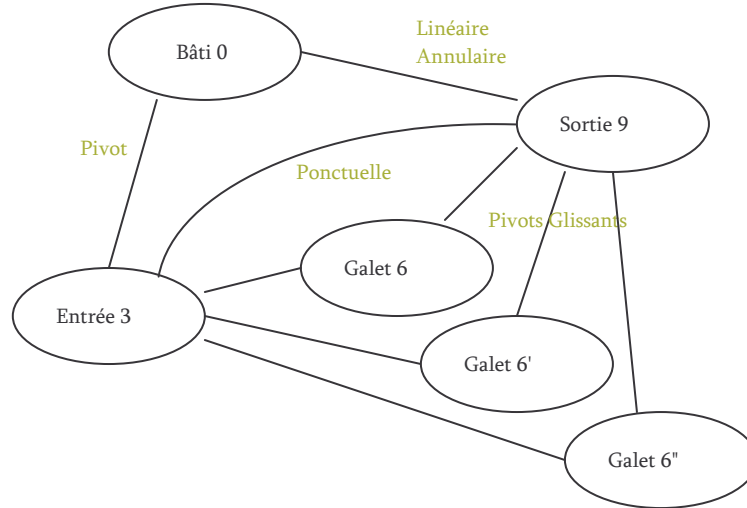 Linéaire
Annulaire
Bâti 0
Sortie 9
Pivot
Ponctuelle
Pivots Glissants
Galet 6
Entrée 3
Galet 6'
Galet 6"